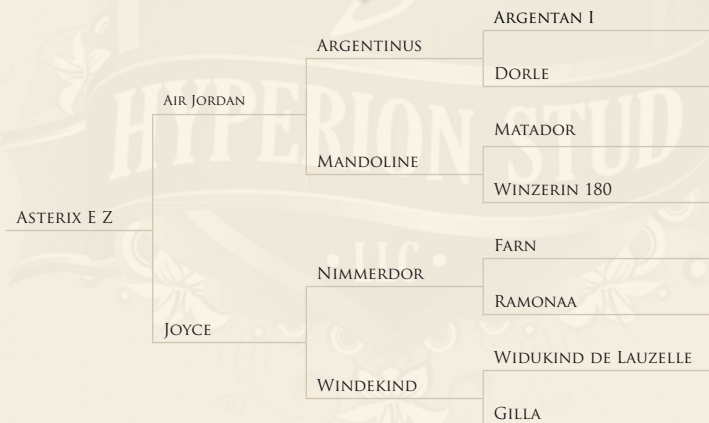 Argentan I
Argentinus
Dorle
Air Jordan
Matador
Mandoline
Winzerin 180
Asterix E Z
Farn
Nimmerdor
Ramonaa
Joyce
Widukind de Lauzelle
Windekind
Gilla
HYPERION STUD
• LLC •